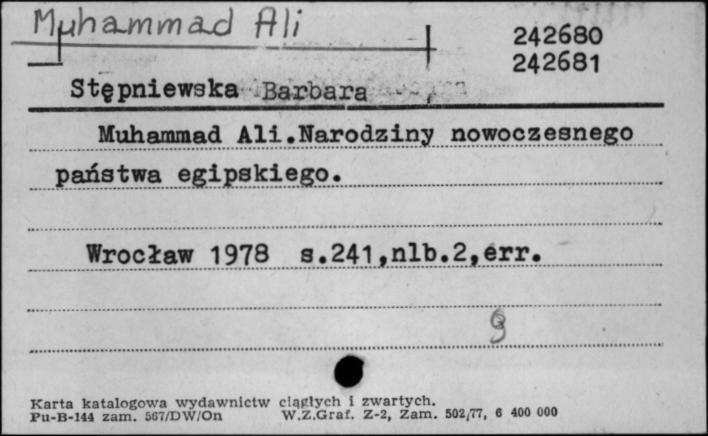 Muhammad Ali
242680
242681
Stępniewska Barbara
Muhammad Ali.Narodziny nowoczesnego
państwa egipskiego.
Wrocław 1978 s.241,nlb.2,err.
g
Karta katalogowa wydawnictw ciągłych i zwartych.
Pu-B-144 zam. 567/DW/On W.Z.Graf. Z-2, Zam. 502/77, 6 400 000